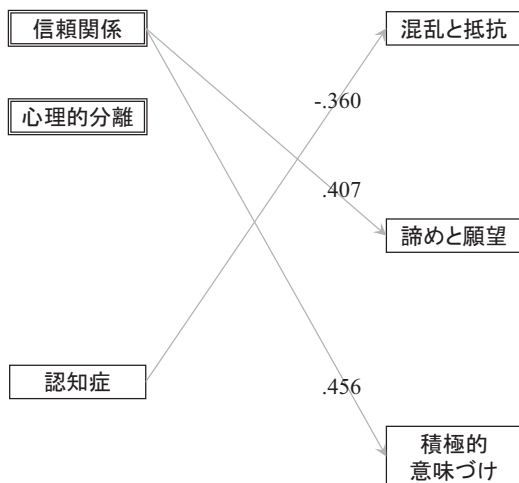 信頼関係
混乱と抵抗
-.360
心理的分離
.407
諦めと願望
認知症
.456
積極的
意味づけ